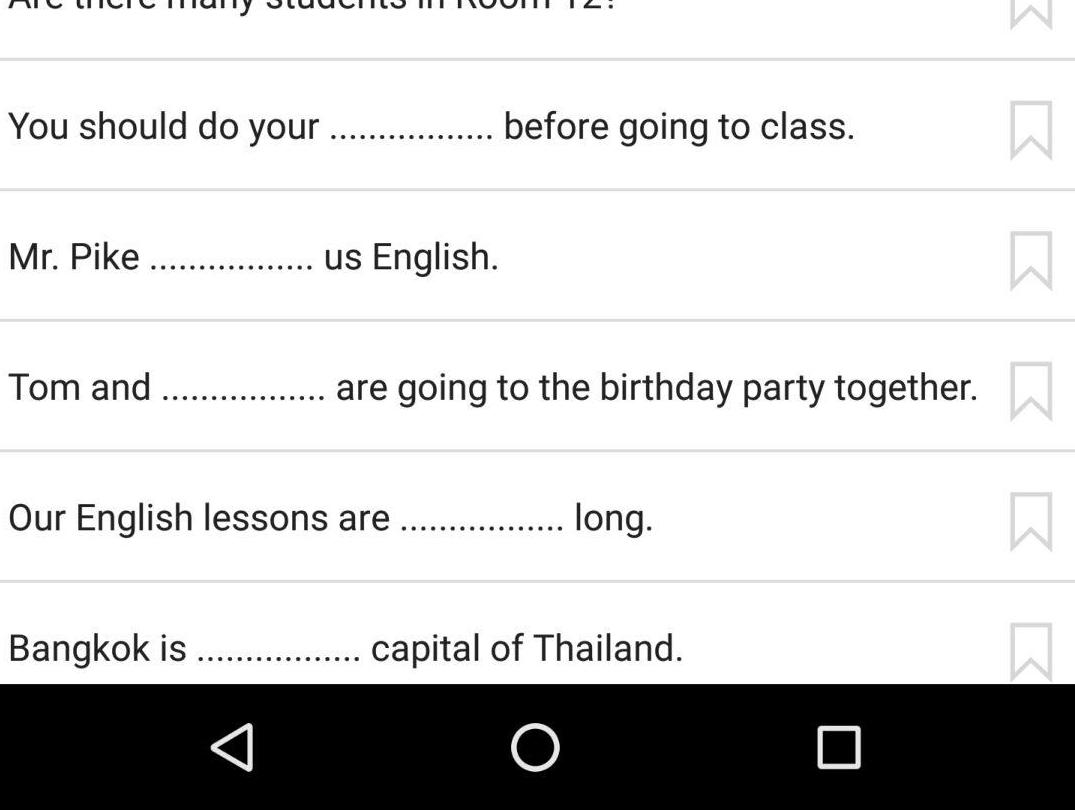 Are there many students in Room 12?
You should do your ................. before going to class.
Mr. Pike ................. us English.
Tom and ................. are going to the birthday party together.
Our English lessons are ................. long.
Bangkok is ................. capital of Thailand.